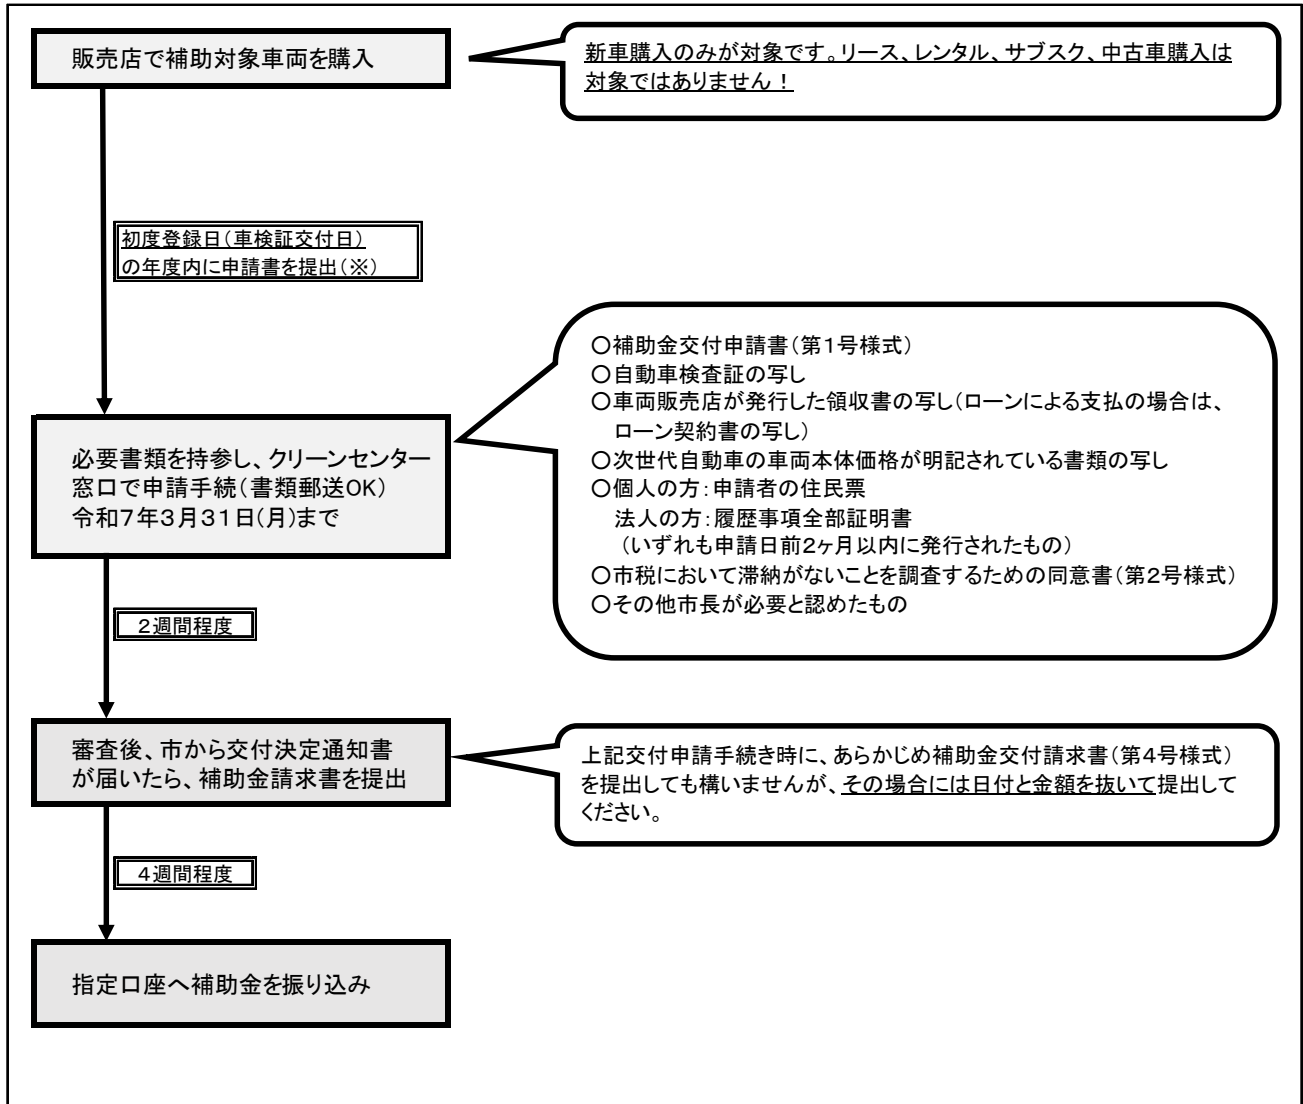 販売店で補助対象車両を購入
新車購入のみが対象です。リース、レンタル、サブスク、中古車購入は
対象ではありません！
初度登録日（車検証交付日）
の年度内に申請書を提出（※）
〇補助金交付申請書（第１号様式）
〇自動車検査証の写し
〇車両販売店が発行した領収書の写し（ローンによる支払の場合は、
ローン契約書の写し）
〇次世代自動車の車両本体価格が明記されている書類の写し
〇個人の方：申請者の住民票
法人の方：履歴事項全部証明書
（いずれも申請日前２ヶ月以内に発行されたもの）
〇市税において滞納がないことを調査するための同意書（第２号様式）
〇その他市長が必要と認めたもの
必要書類を持参し、クリーンセンター
窓口で申請手続（書類郵送OK）
令和７年３月３１日（月）まで
２週間程度
審査後、市から交付決定通知書
が届いたら、補助金請求書を提出
上記交付申請手続き時に、あらかじめ補助金交付請求書（第４号様式）
を提出しても構いませんが、その場合には日付と金額を抜いて提出して
ください。
４週間程度
指定口座へ補助金を振り込み